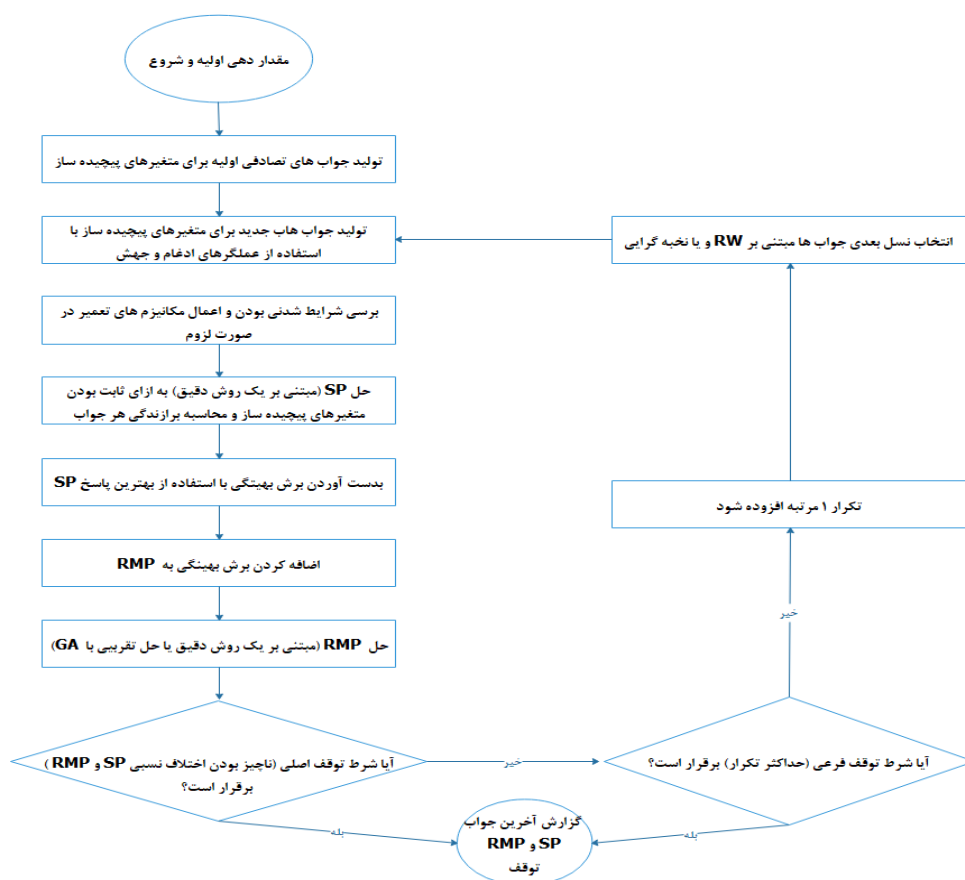 مقدار دهی اولیه و شروع
تولید جواب های تصادفی اولیه برای متغیرهای پیچیده ساز
تولید جواب هاب جدید برای متغیرهای پیچیده ساز با
استفاده از عملگرهای ادغام و جهش
انتخاب نسل بعدی جواب ها مبتنی بر RW و یا نخبه گرایی
برسی شرایط شدنی بودن و اعمال مکانیزم های تعمیر در
صورت لزوم
حل SP (مبتنی بر یک روش دقیق) به ازای ثابت بودن
متغیرهای پیچیده ساز و محاسبه برازندگی هر جواب
بدست آوردن برش بهیتگی با استفاده از بهترین پاسخ SP
تکرار ۱ مرتبه افزوده شود
اضافه کردن برش بهینگی به RMP
خیر
حل RMP (مبتنی بر یک روش دقیق یا حل تقریبی با GA)
آیا شرط توقف اصلی (ناچیز بودن اختلاف نسبی SP و RMP )
برقرار است؟
خیر
آیا شرط توقف فرعی (حداکثر تکرار) برقرار است؟
بله
بله
گزارش آخرین جواب
SP و RMP
توقف